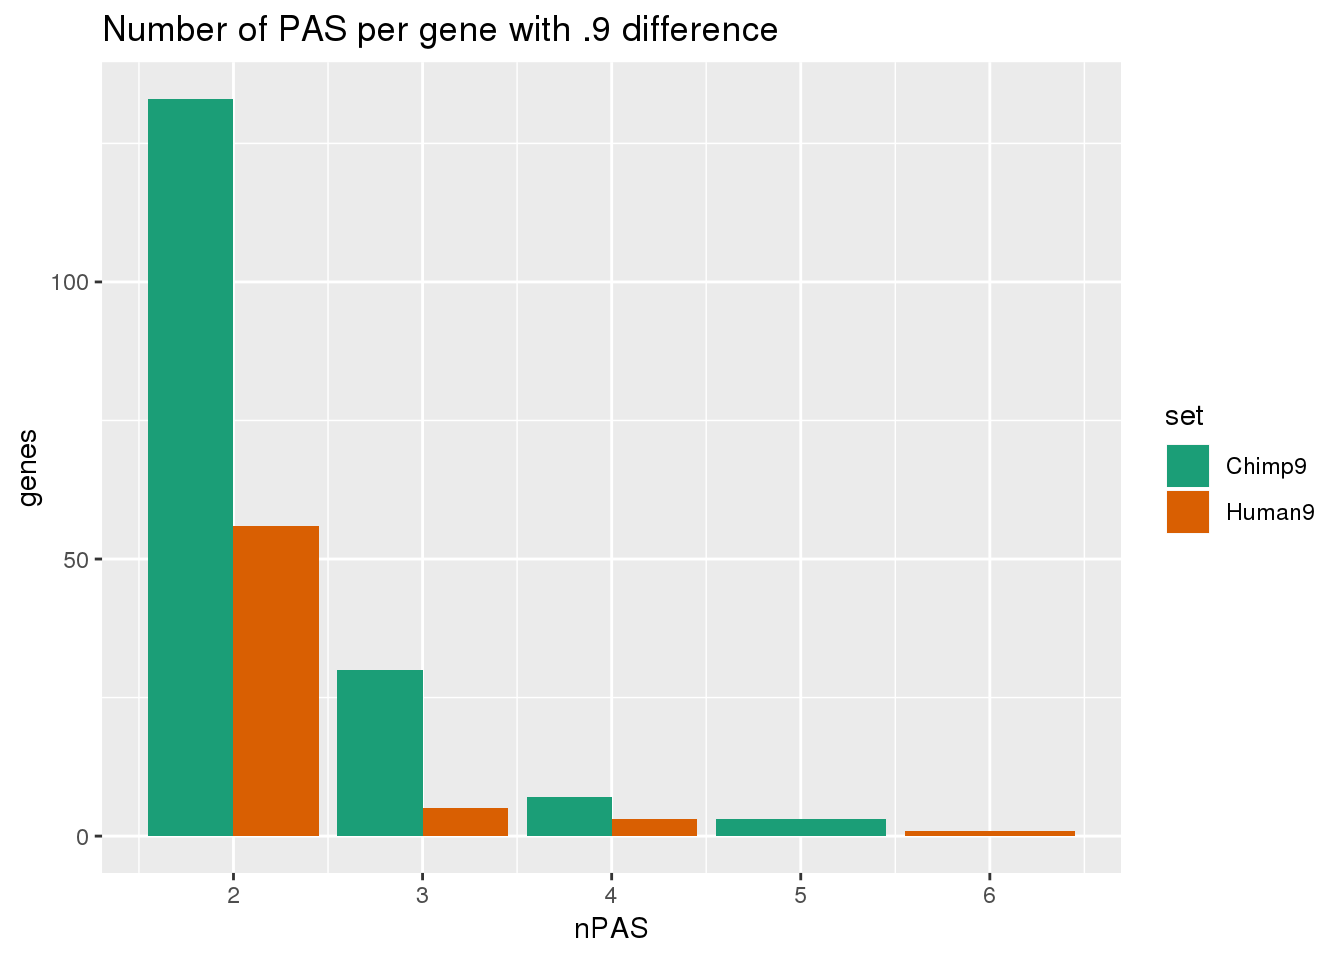 Number of PAS per gene with .9 difference
100
50
0
genes
2 3 4 5 6
nPAS
set
Chimp9
Human9